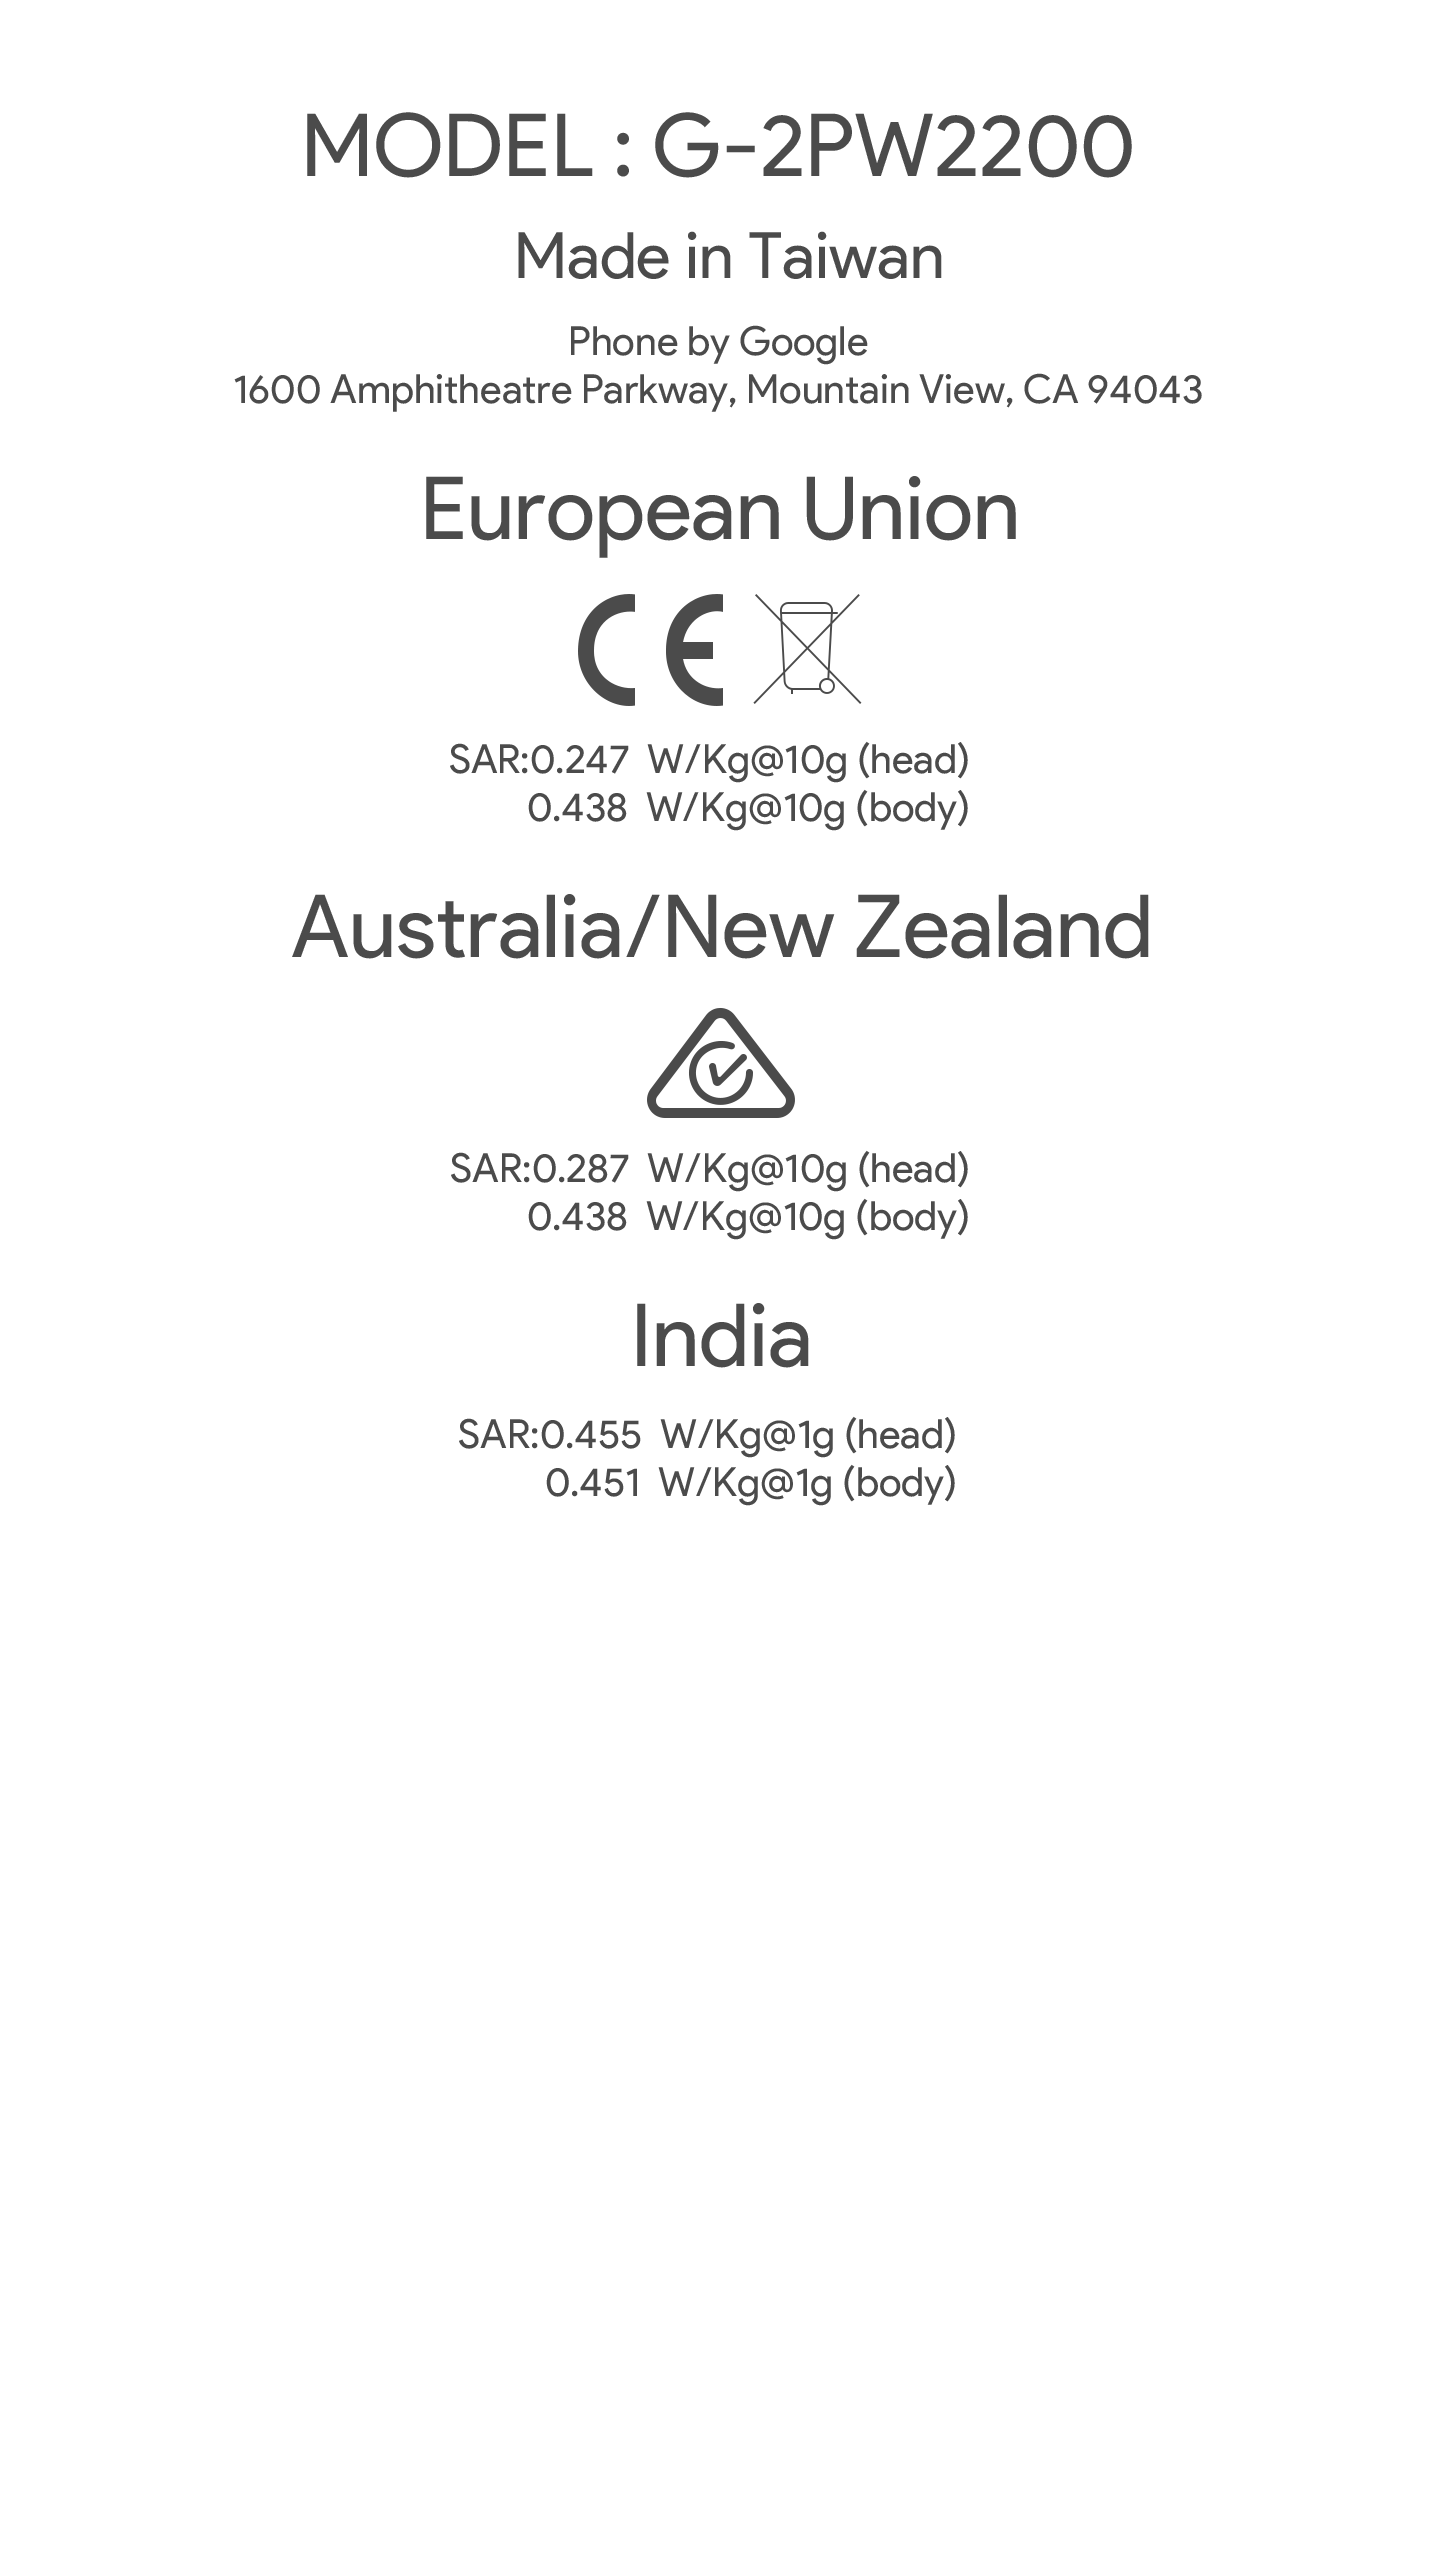 MODEL : G-2PW2200
Made in Taiwan
Phone by Google
1600 Amphitheatre Parkway, Mountain View, CA 94043
European Union
CE
SAR:0.247 W/Kg@10g (head)
0.438 W/Kg@10g (body)
Australia/New Zealand
SAR:0.287 W/Kg@10g (head)
0.438 W/Kg@10g (body)
India
SAR:0.455 W/Kg@1g (head)
0.451 W/Kg@1g (body)